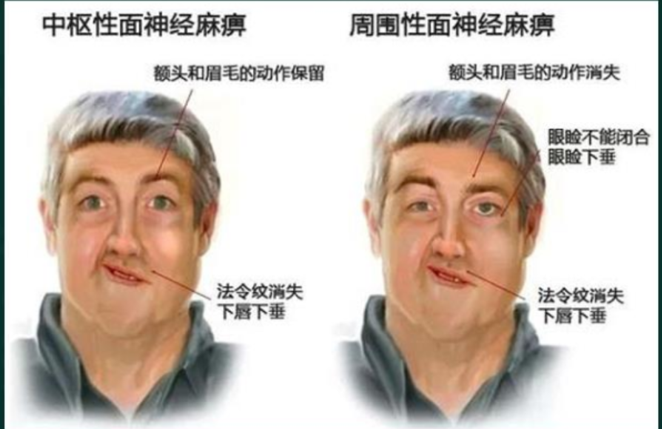 中枢性面神经麻痹
周围性面神经麻痹
额头和眉毛的动作保留
额头和眉毛的动作消失
眼睑不能闭合
眼睑下垂
法令纹消失
下唇下垂
法令纹消失
下唇下垂